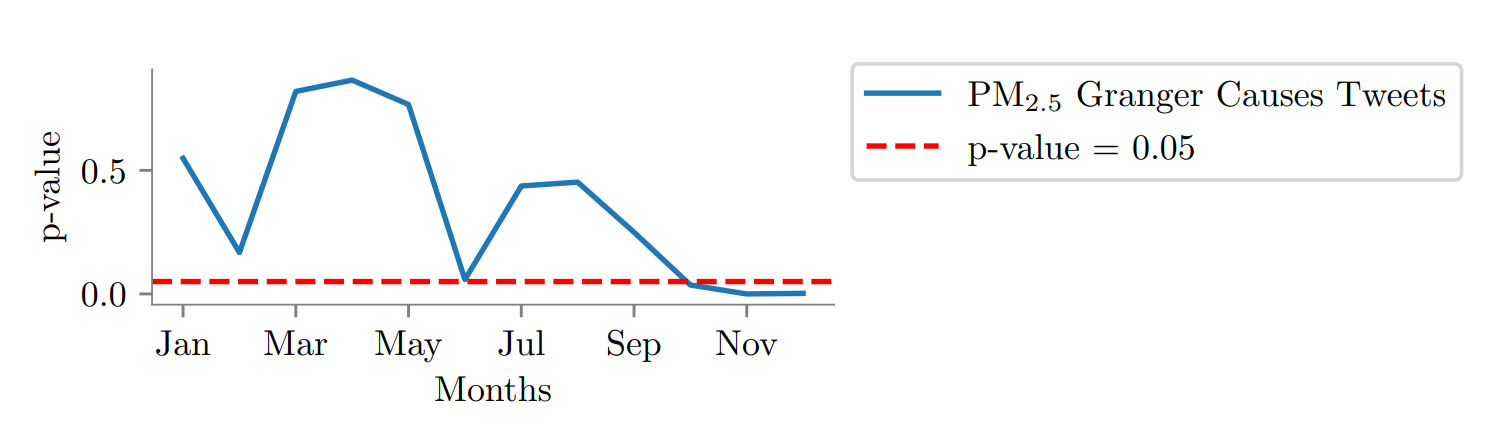 PM2.5 Granger Causes Tweets
p-value = 0.05
p-value
0.5
0.0
Jan Mar May Jul Sep Nov
Months